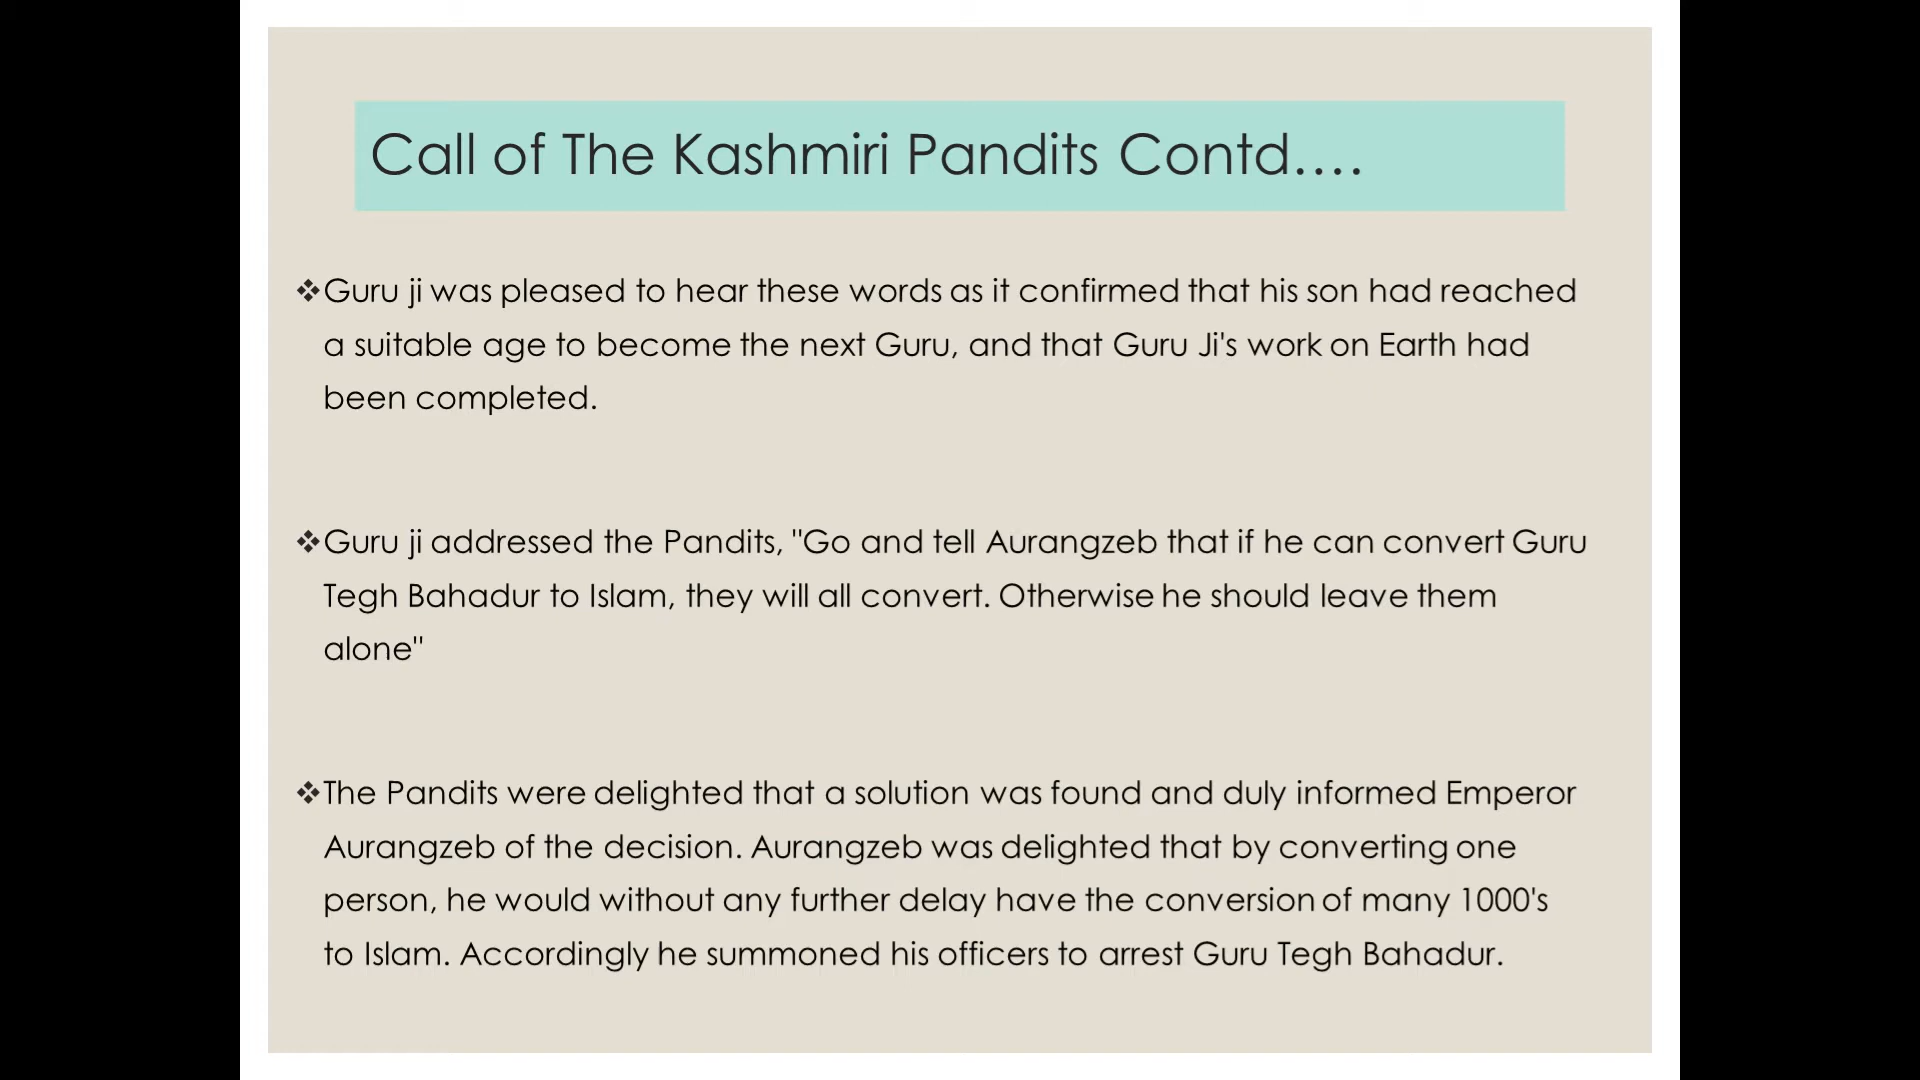 Call of The Kashmiri Pandits Contd....
❖Guru ji was pleased to hear these words as it confirmed that his son had reached
a suitable age to become the next Guru, and that Guru Ji's work on Earth had
been completed.
❖Guru ji addressed the Pandits, "Go and tell Aurangzeb that if he can convert Guru
Tegh Bahadur to Islam, they will all convert. Otherwise he should leave them
alone"
❖The Pandits were delighted that a solution was found and duly informed Emperor
Aurangzeb of the decision. Aurangzeb was delighted that by converting one
person, he would without any further delay have the conversion of many 1000's
to Islam. Accordingly he summoned his officers to arrest Guru Tegh Bahadur.